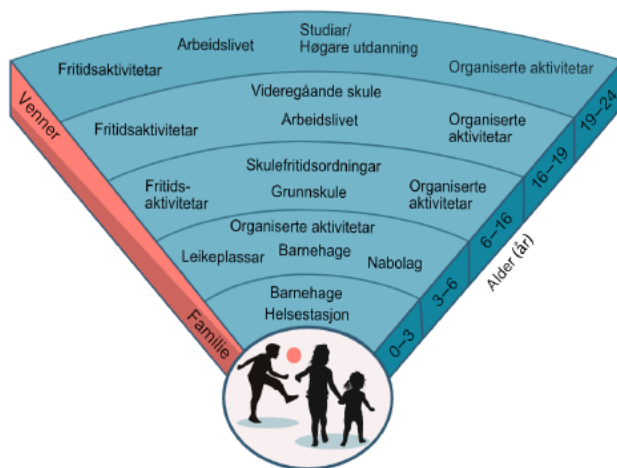 Studiar/
Arbeidslivet
Høgare utdanning
Fritidsaktivitetar
Organiserte aktivitetar
Venner
19–24
Videregåande skule
Fritidsaktivitetar
Arbeidslivet
Organiserte
aktivitetar
16–19
Skulefritidsordningar
Fritids-
aktivitetar
Grunnskule
Organiserte
aktivitetar
6–16
Alder (år)
Organiserte aktivitetar
Leikeplassar
Barnehage
Nabolag
3–6
Barnehage
Helsestasjon
0–3
Familie